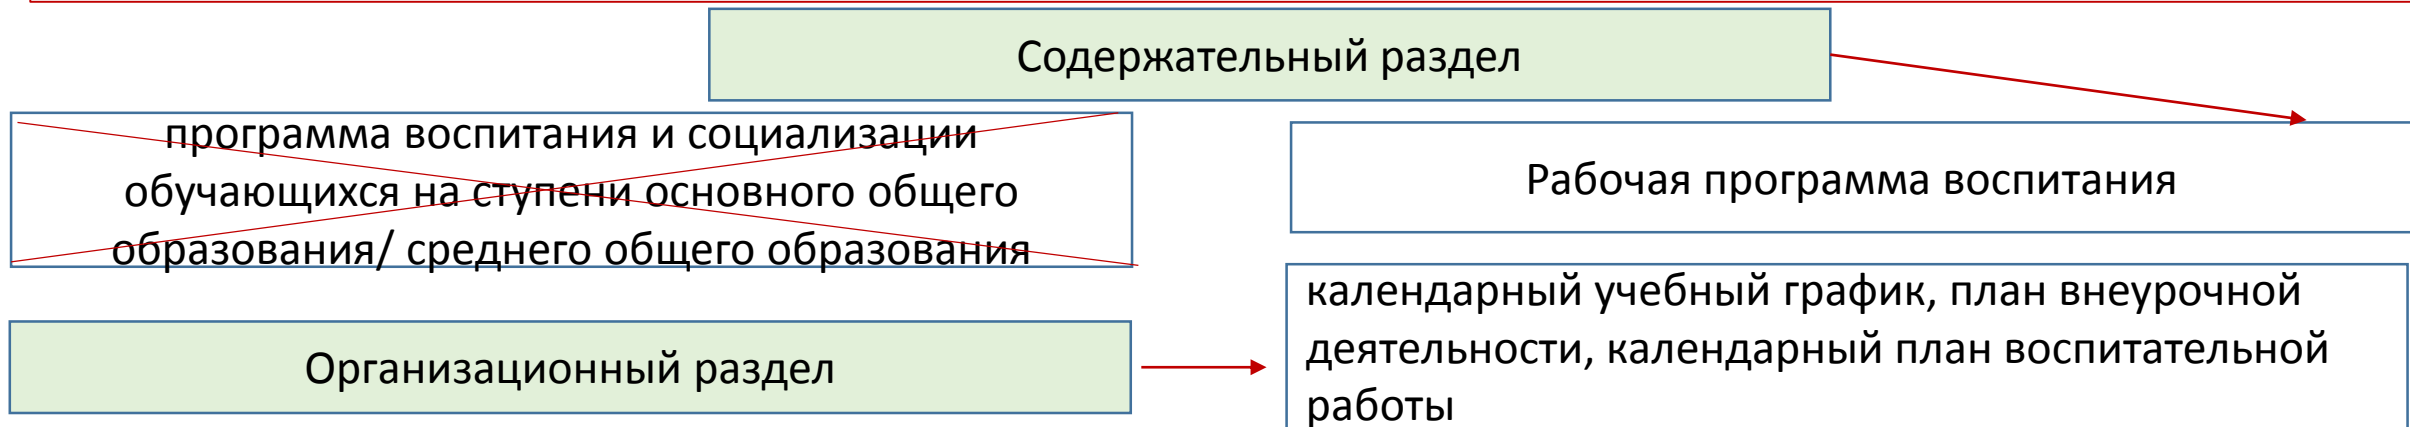 Содержательный раздел
программа воспитания и социализации
обучающихся на ступени основного общего
образования/ среднего общего образования
Рабочая программа воспитания
Организационный раздел
календарный учебный график, план внеурочной
деятельности, календарный план воспитательной
работы